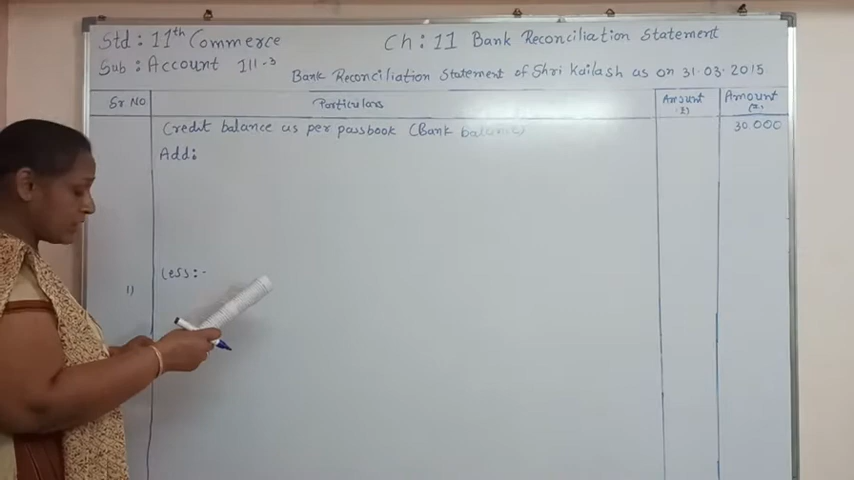 Std: 11th Commerce
Ch: 11 Bank Reconciliation Statement
Sub: Account 111-3
Bank Reconciliation Statement of Shri Kailash as on 31.03.2015
Sr No Particulars Amount (₹) Amount (₹)
Credit balance as per passbook (Bank balance) 30,000
Add:
Less:-
1)